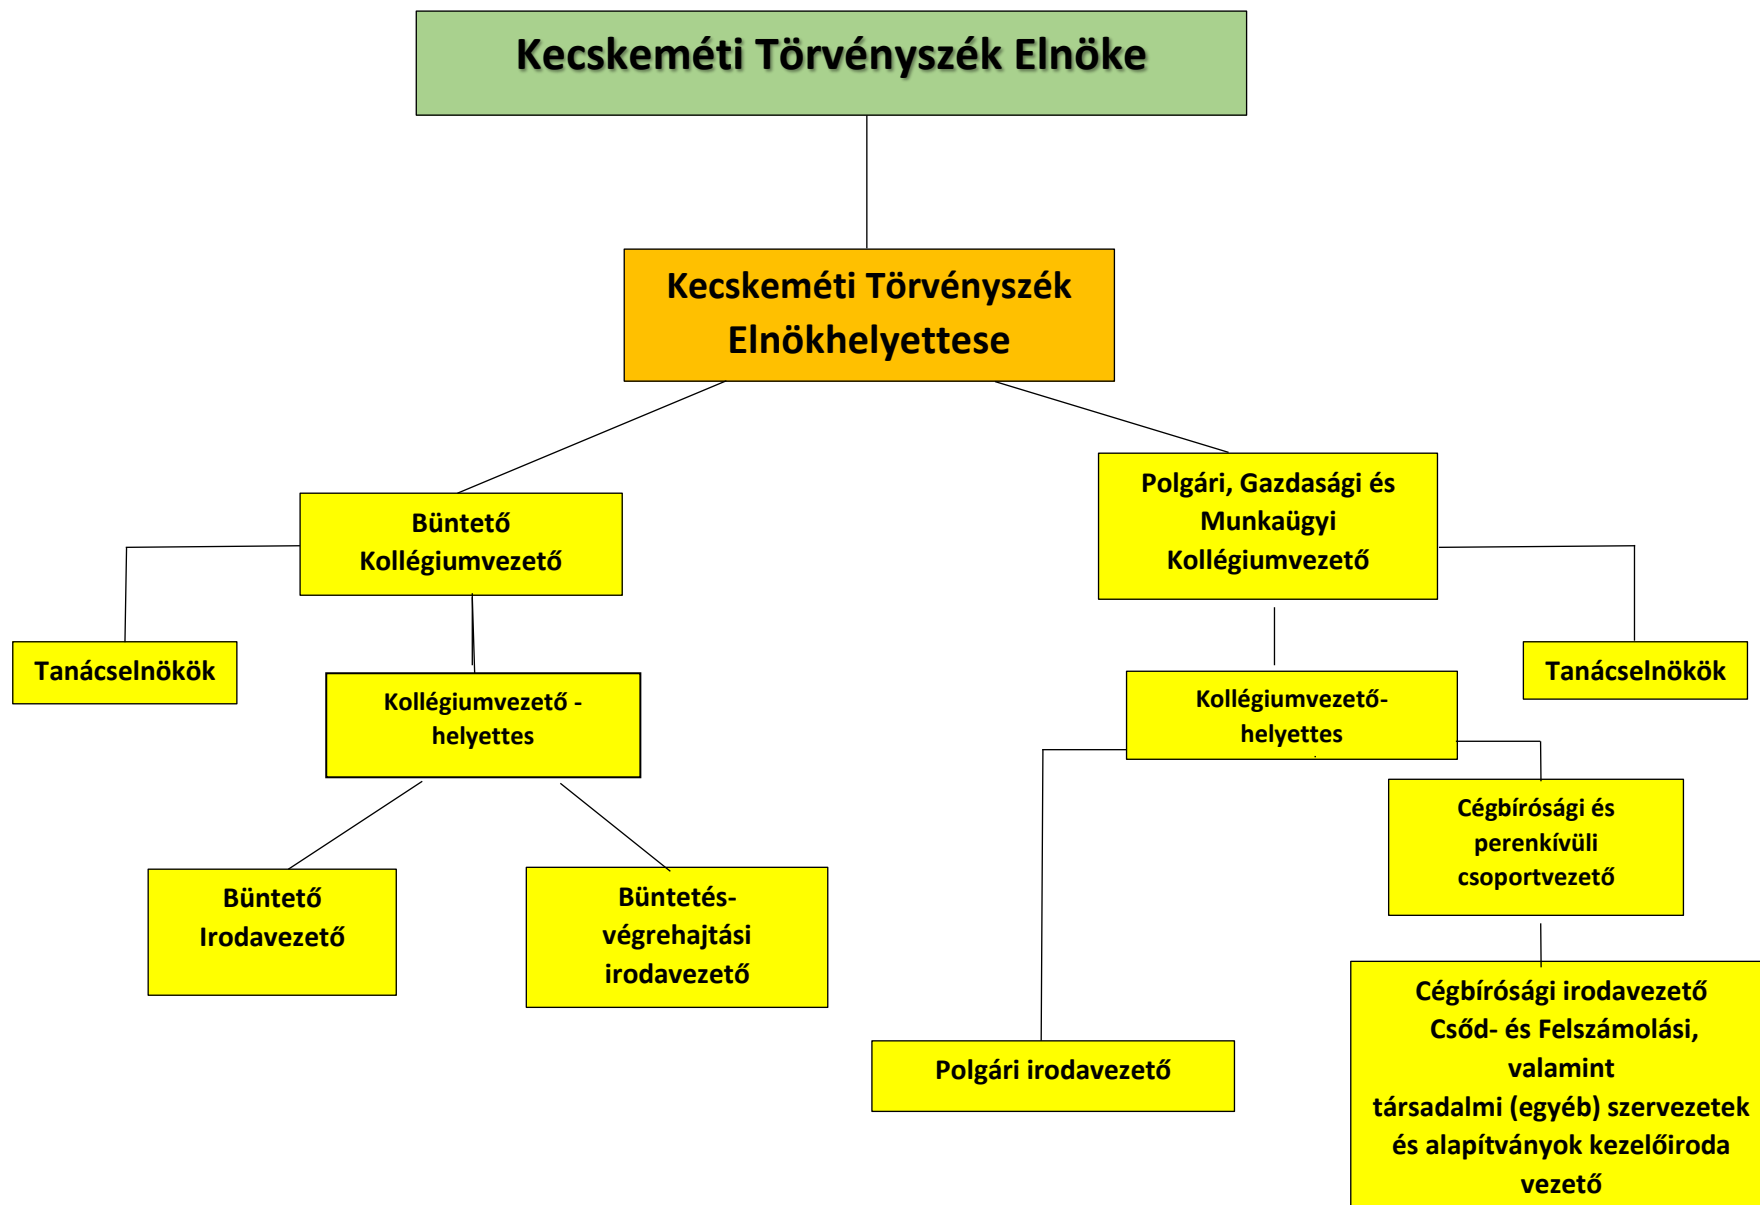 Kecskeméti Törvényszék Elnöke
Kecskeméti Törvényszék
Elnökhelyettese
Büntető
Kollégiumvezető
Polgári, Gazdasági és
Munkaügyi
Kollégiumvezető
Tanácselnökök
Kollégiumvezető -
helyettes
Kollégiumvezető-
helyettes
Tanácselnökök
Büntető
Irodavezető
Büntetés-
végrehajtási
irodavezető
Cégbírósági és
perenkívüli
csoportvezető
Polgári irodavezető
Cégbírósági irodavezető
Csőd- és Felszámolási,
valamint
társadalmi (egyéb) szervezetek
és alapítványok kezelőiroda
vezető